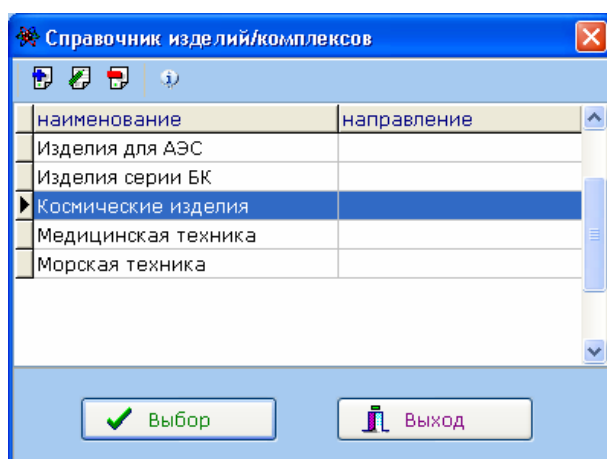 Справочник изделий/комплексов
наименование направление
Изделия для АЭС
Изделия серии БК
Космические изделия
Медицинская техника
Морская техника
Выбор Выход